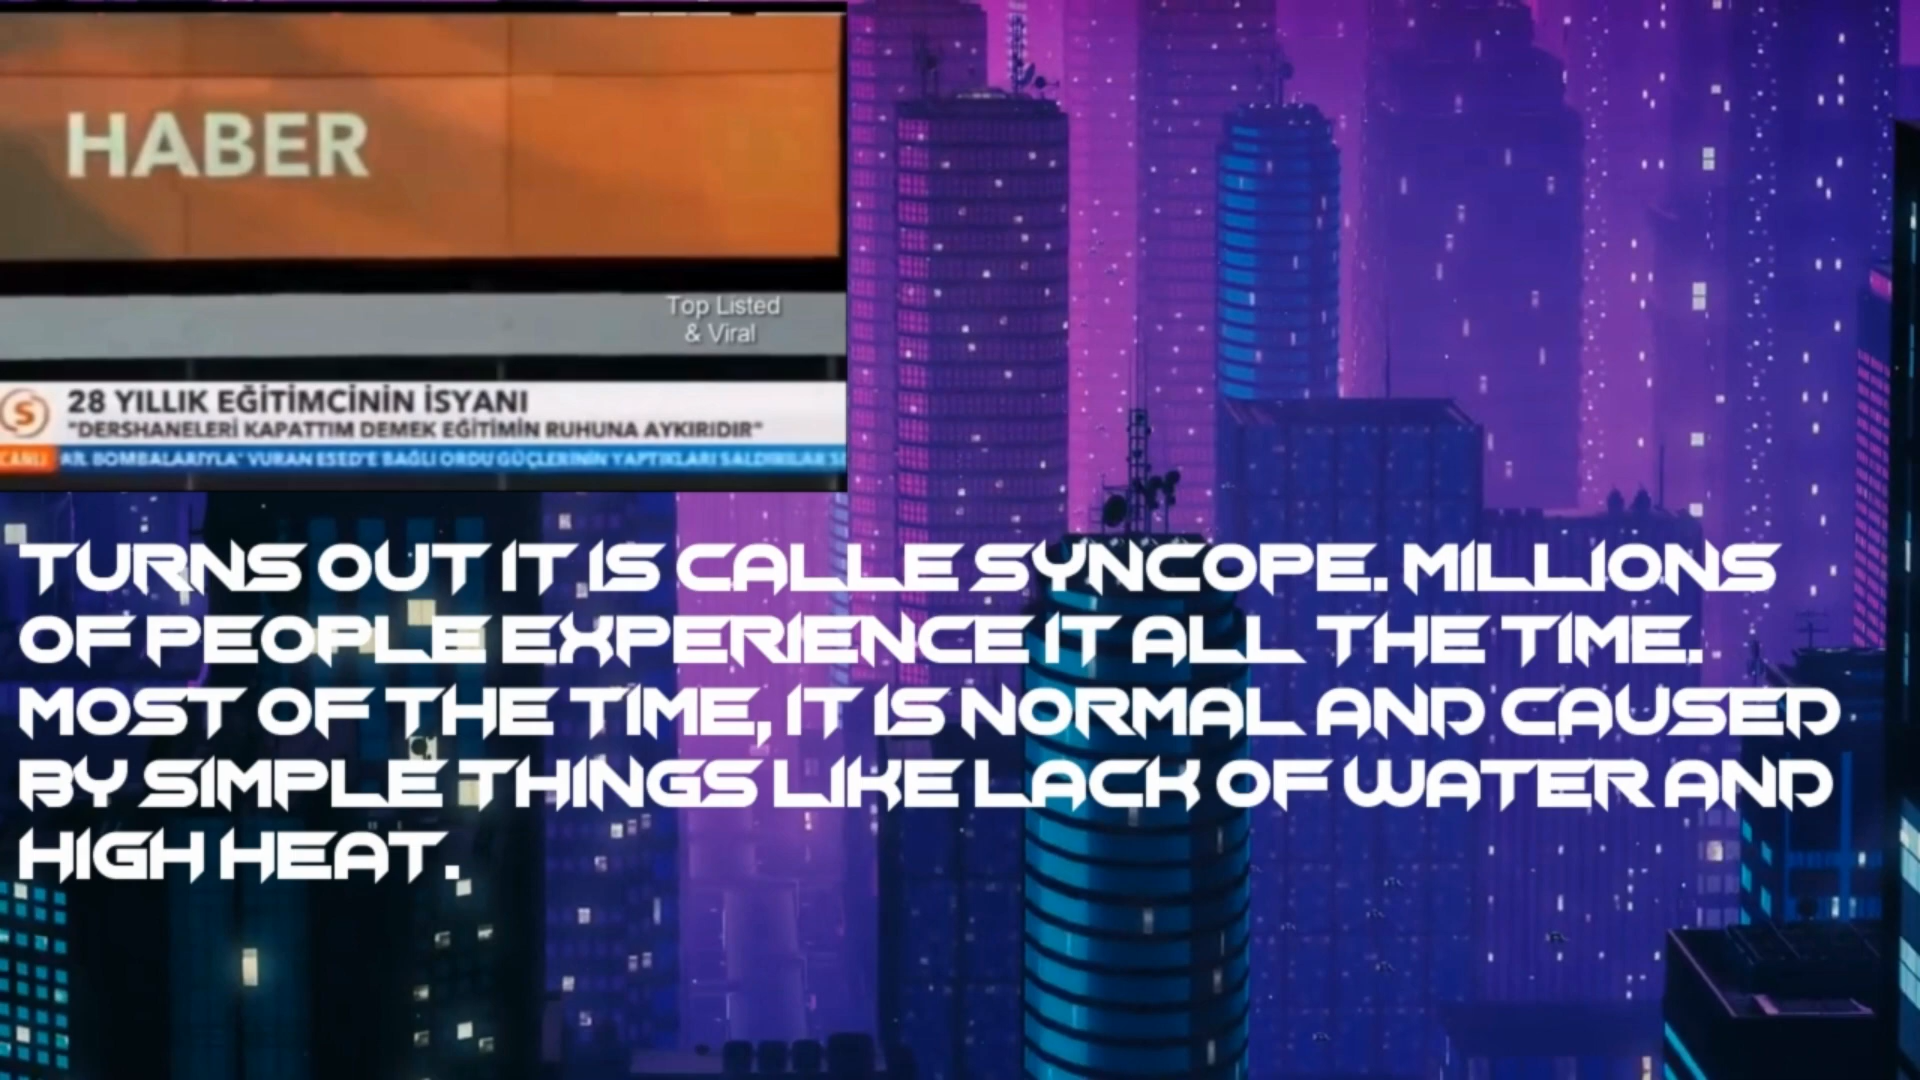 HABER
Top Listed
& Viral
28 YILLIK EĞİTİMCİNİN İSYANI
"DERSHANELERİ KAPATTIM DEMEK EĞİTİMİN RUHUNA AYKIRIDIR"
CANLI BOMBALARIYLA" VURAN ESED'E BAĞLI ORDU GÜÇLERİNİN YAPTIKLARI SALDIRILAR
TURNS OUT IT IS CALLE SYNCOPE. MILLIONS
OF PEOPLE EXPERIENCE IT ALL THE TIME.
MOST OF THE TIME, IT IS NORMAL AND CAUSED
BY SIMPLE THINGS LIKE LACK OF WATER AND
HIGH HEAT.